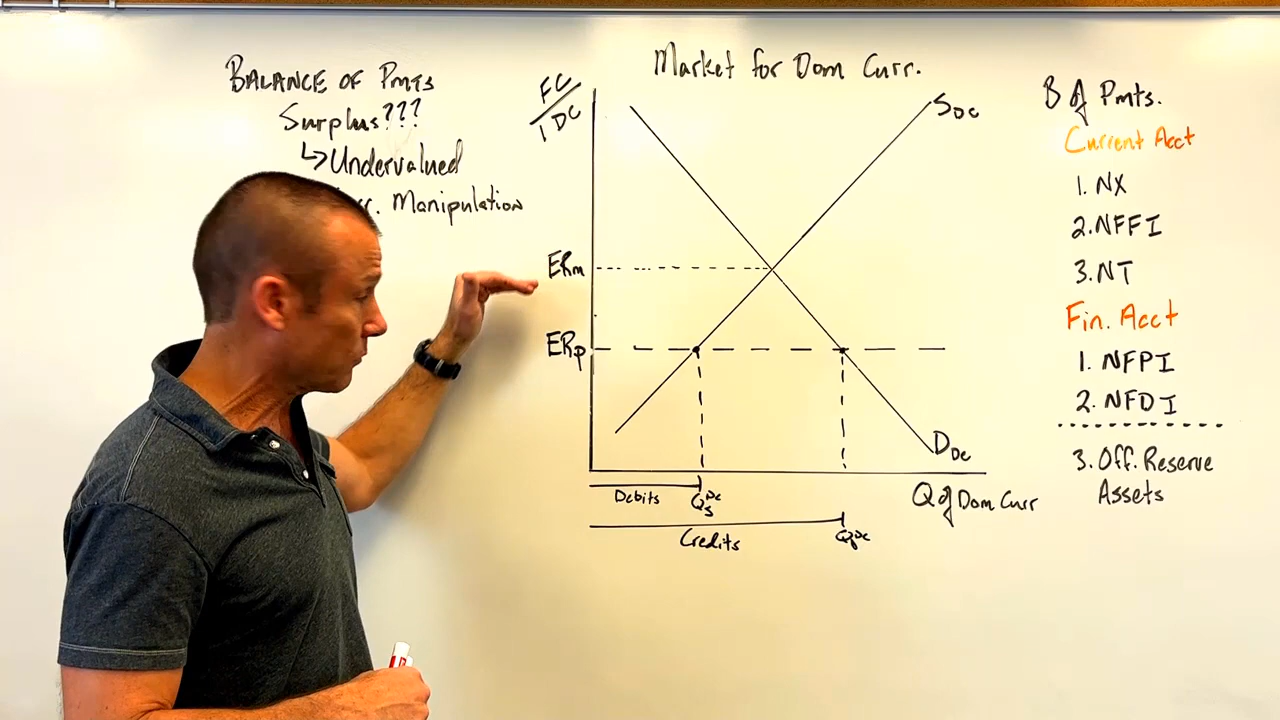 BALANCE OF Pmts
Surplus???
↳ Undervalued
Manipulation
Market for Dom Curr.
FC
1 DC
SDC
ERm
ERp
DDC
Q of Dom Curr
Debits
QsDC
Credits
QDDC
B of Pmts.
Current Acct
1. NX
2. NFFI
3. NT
Fin. Acct
1. NFPI
2. NFDI
3. Off. Reserve
Assets